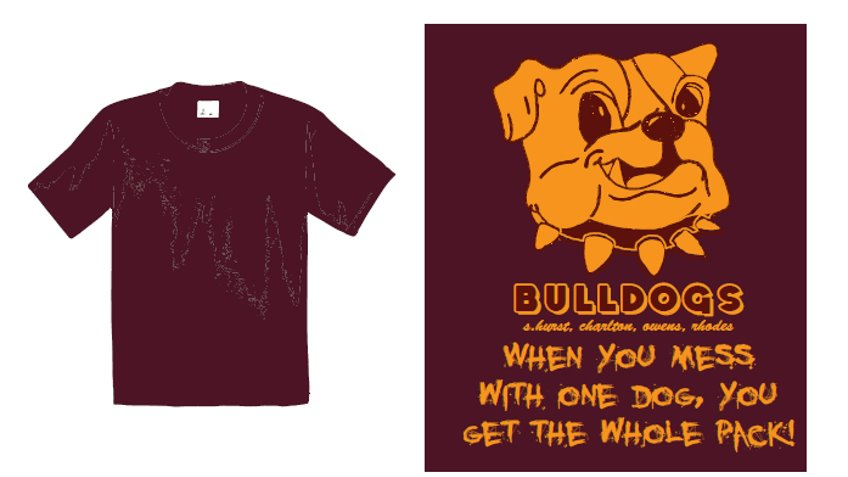 BULLDOGS
s.hurst, charlton, owens, rhodes
WHEN YOU MESS
WITH ONE DOG, YOU
GET THE WHOLE PACK!